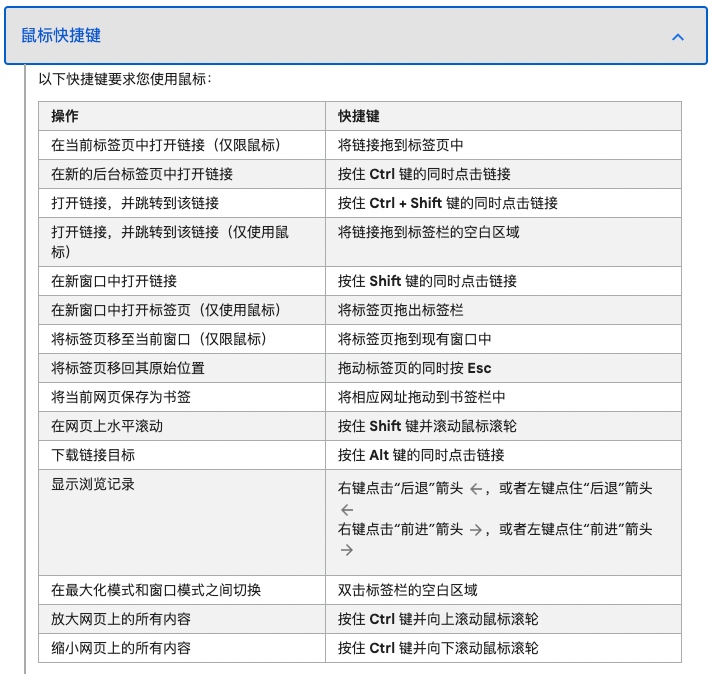 鼠标快捷键
以下快捷键要求您使用鼠标：
操作 快捷键
在当前标签页中打开链接（仅限鼠标） 将链接拖到标签页中
在新的后台标签页中打开链接 按住 Ctrl 键的同时点击链接
打开链接，并跳转到该链接 按住 Ctrl + Shift 键的同时点击链接
打开链接，并跳转到该链接（仅使用鼠 将链接拖到标签栏的空白区域
标）
在新窗口中打开链接 按住 Shift 键的同时点击链接
在新窗口中打开标签页（仅使用鼠标） 将标签页拖出标签栏
将标签页移至当前窗口（仅限鼠标） 将标签页拖到现有窗口中
将标签页移回其原始位置 拖动标签页的同时按 Esc
将当前网页保存为书签 将相应网址拖动到书签栏中
在网页上水平滚动 按住 Shift 键并滚动鼠标滚轮
下载链接目标 按住 Alt 键的同时点击链接
显示浏览记录 右键点击“后退”箭头 ←，或者左键点住“后退”箭头
←
右键点击“前进”箭头 →，或者左键点住“前进”箭头
→
在最大化模式和窗口模式之间切换 双击标签栏的空白区域
放大网页上的所有内容 按住 Ctrl 键并向上滚动鼠标滚轮
缩小网页上的所有内容 按住 Ctrl 键并向下滚动鼠标滚轮